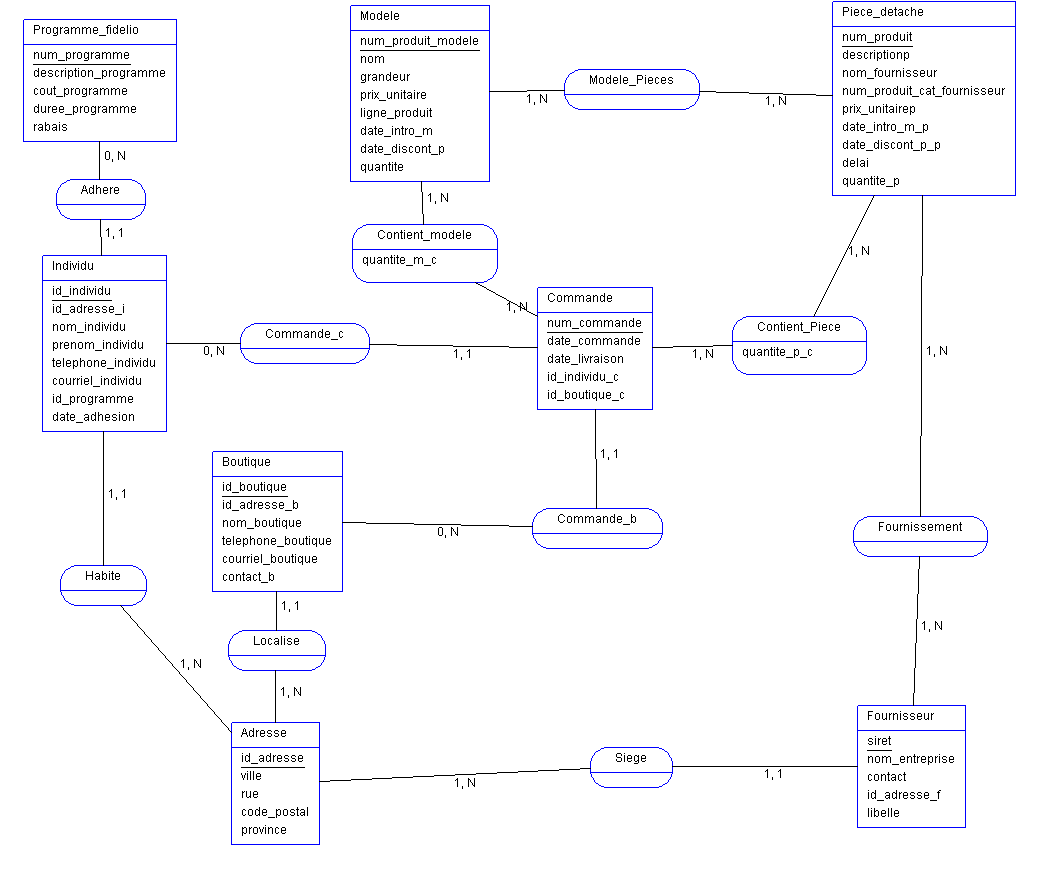 Programme_fidelio
num_programme
description_programme
cout_programme
duree_programme
rabais
0, N
Adhere
1, 1
Individu
id_individu
id_adresse_i
nom_individu
prenom_individu
telephone_individu
courriel_individu
id_programme
date_adhesion
Modele
num_produit_modele
nom
grandeur
prix_unitaire
ligne_produit
date_intro_m
date_discont_p
quantite
1, N
Modele_Pieces
1, N
Piece_detache
num_produit
descriptionp
nom_fournisseur
num_produit_cat_fournisseur
prix_unitairep
date_intro_m_p
date_discont_p_p
delai
quantite_p
1, N
Contient_modele
quantite_m_c
1, N
Commande
num_commande
date_commande
date_livraison
id_individu_c
id_boutique_c
0, N
Commande_c
1, 1
1, N
Contient_Piece
quantite_p_c
1, N
1, N
1, 1
Boutique
id_boutique
id_adresse_b
nom_boutique
telephone_boutique
courriel_boutique
contact_b
0, N
Commande_b
1, 1
Fournissement
1, N
1, 1
Habite
1, N
Localise
1, N
Adresse
id_adresse
ville
rue
code_postal
province
1, N
Siege
1, 1
Fournisseur
siret
nom_entreprise
contact
id_adresse_f
libelle